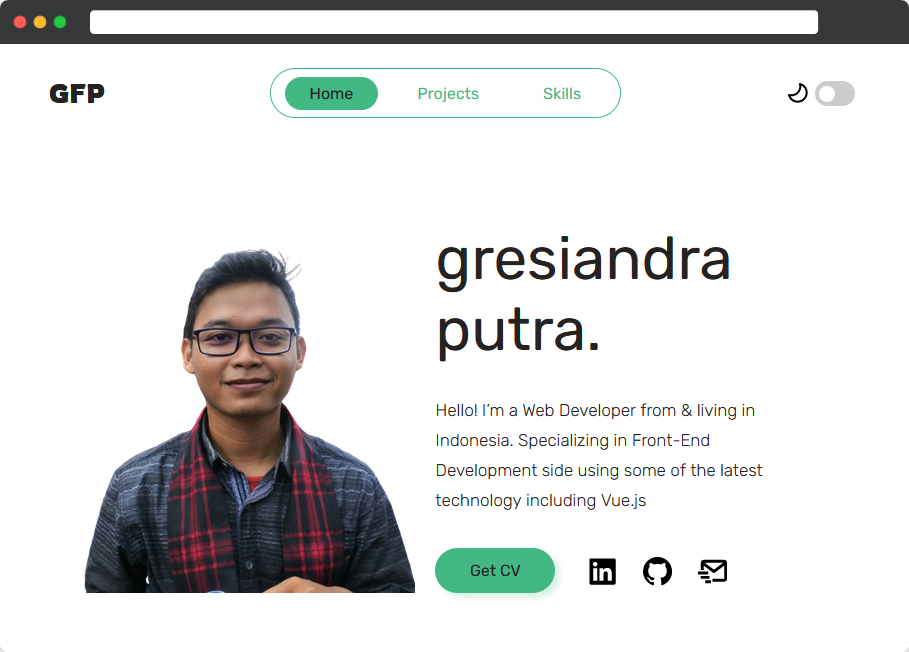 GFP
Home Projects Skills
gresiandra
putra.
Hello! I'm a Web Developer from & living in
Indonesia. Specializing in Front-End
Development side using some of the latest
technology including Vue.js
Get CV
in